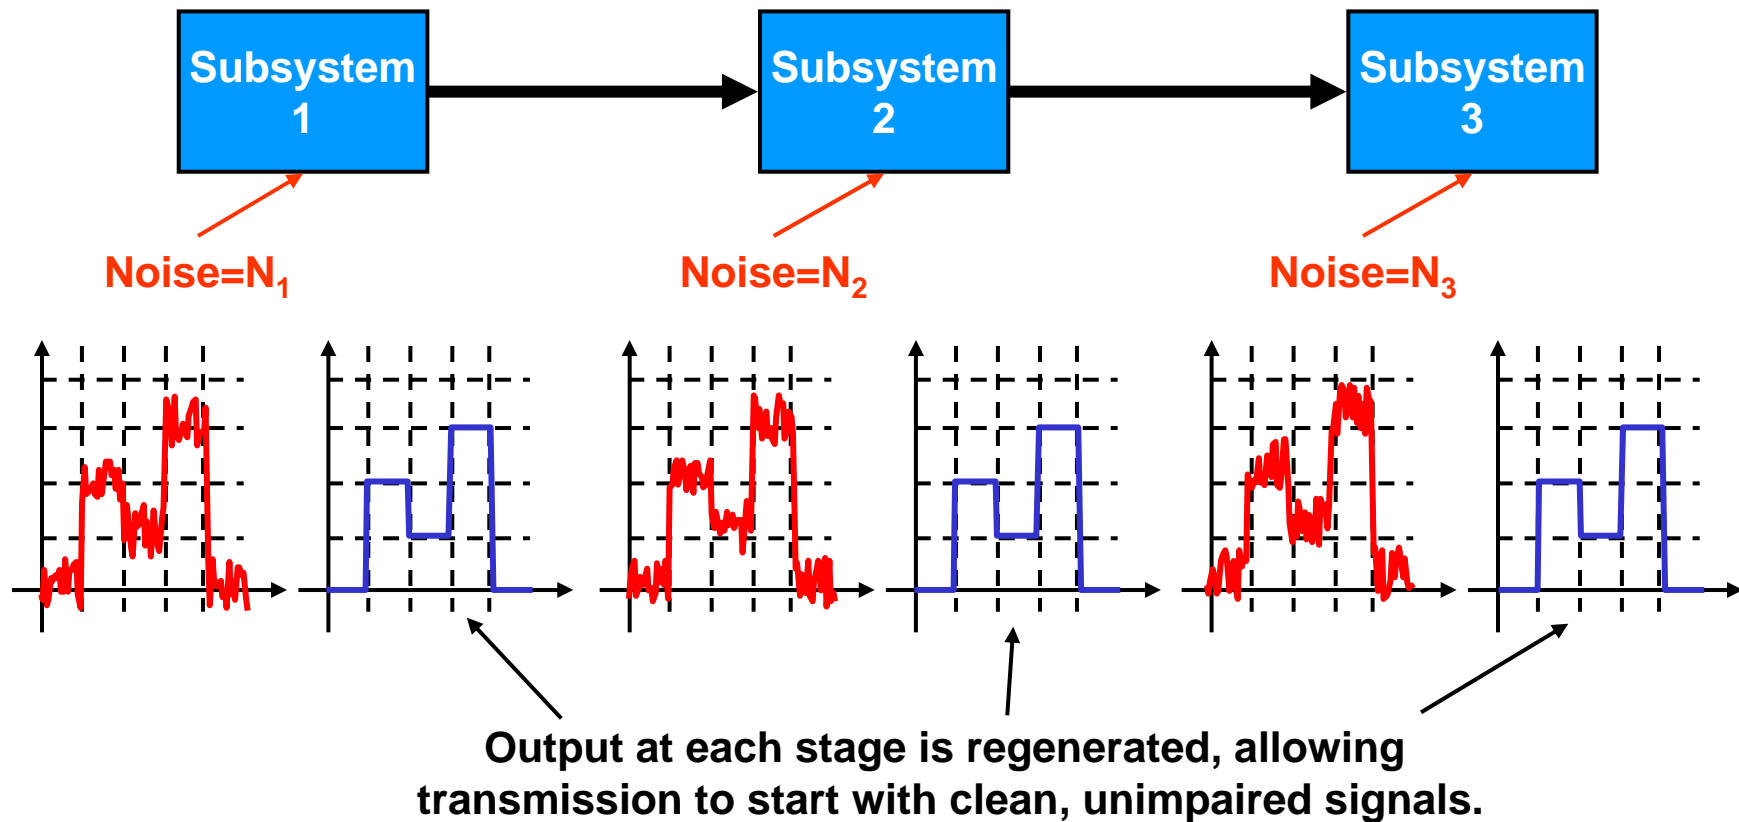 Subsystem
1
Subsystem
2
Subsystem
3
Noise=N₁
Noise=N₂
Noise=N₃
Output at each stage is regenerated, allowing
transmission to start with clean, unimpaired signals.